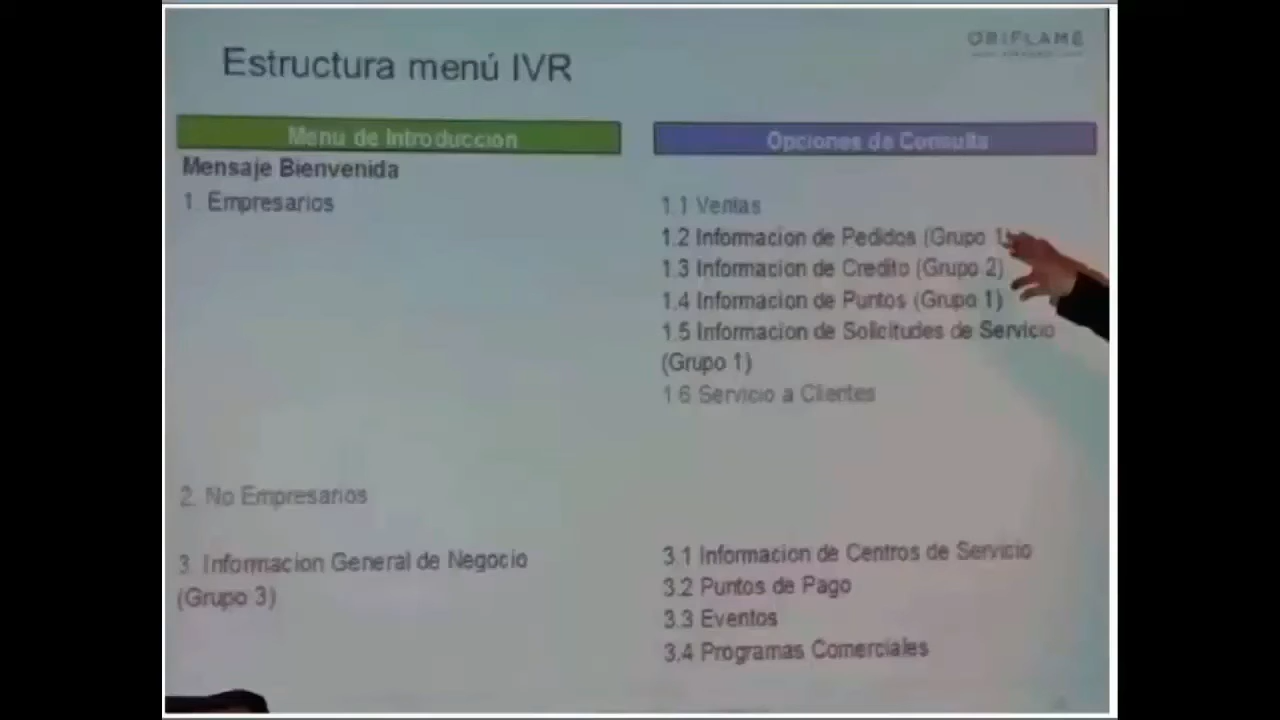 ORIFLAME
Estructura menú IVR
Menu de Introduccion
Mensaje Bienvenida
1. Empresarios
2. No Empresarios
3. Informacion General de Negocio
(Grupo 3)
Opciones de Consulta
1.1 Ventas
1.2 Informacion de Pedidos (Grupo 1)
1.3 Informacion de Credito (Grupo 2)
1.4 Informacion de Puntos (Grupo 1)
1.5 Informacion de Solicitudes de Servicio
(Grupo 1)
1.6 Servicio a Clientes
3.1 Informacion de Centros de Servicio
3.2 Puntos de Pago
3.3 Eventos
3.4 Programas Comerciales